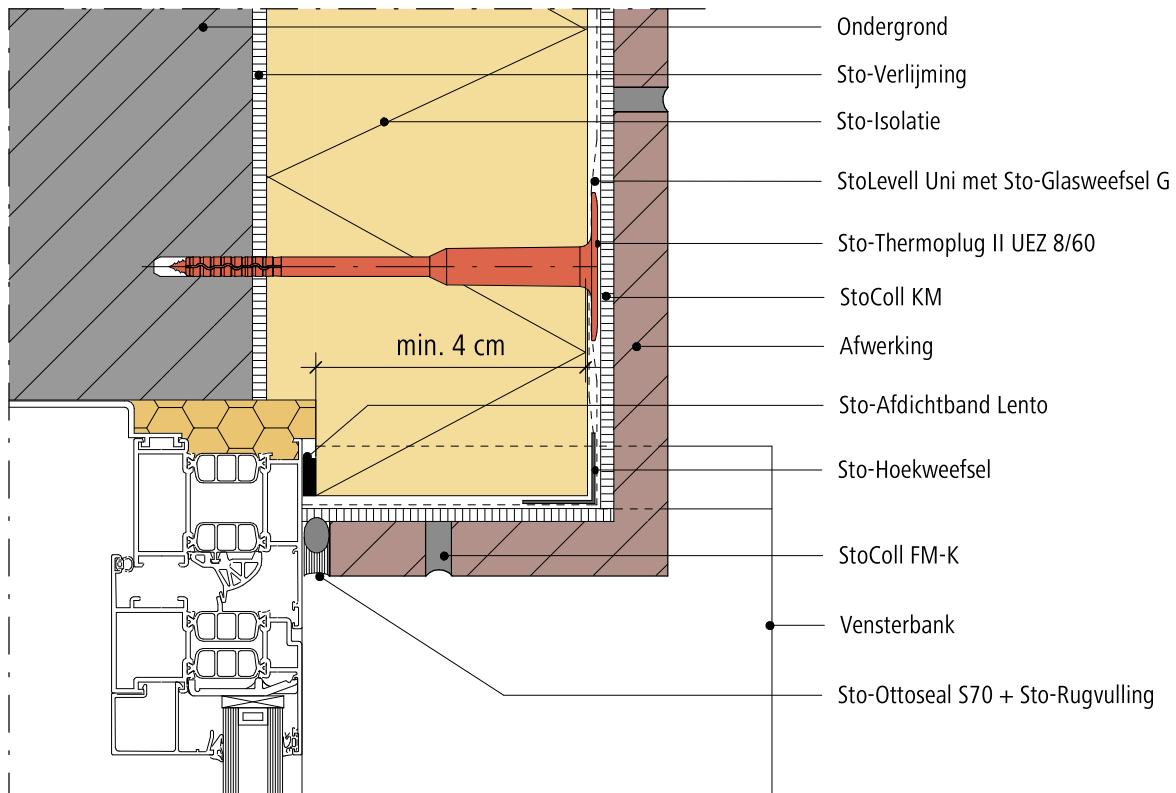 Ondergrond
Sto-Verlijming
Sto-Isolatie
StoLevell Uni met Sto-Glasweefsel G
Sto-Thermoplug II UEZ 8/60
StoColl KM
min. 4 cm
Afwerking
Sto-Afdichtband Lento
Sto-Hoekweefsel
StoColl FM-K
Vensterbank
Sto-Ottoseal S70 + Sto-Rugvulling